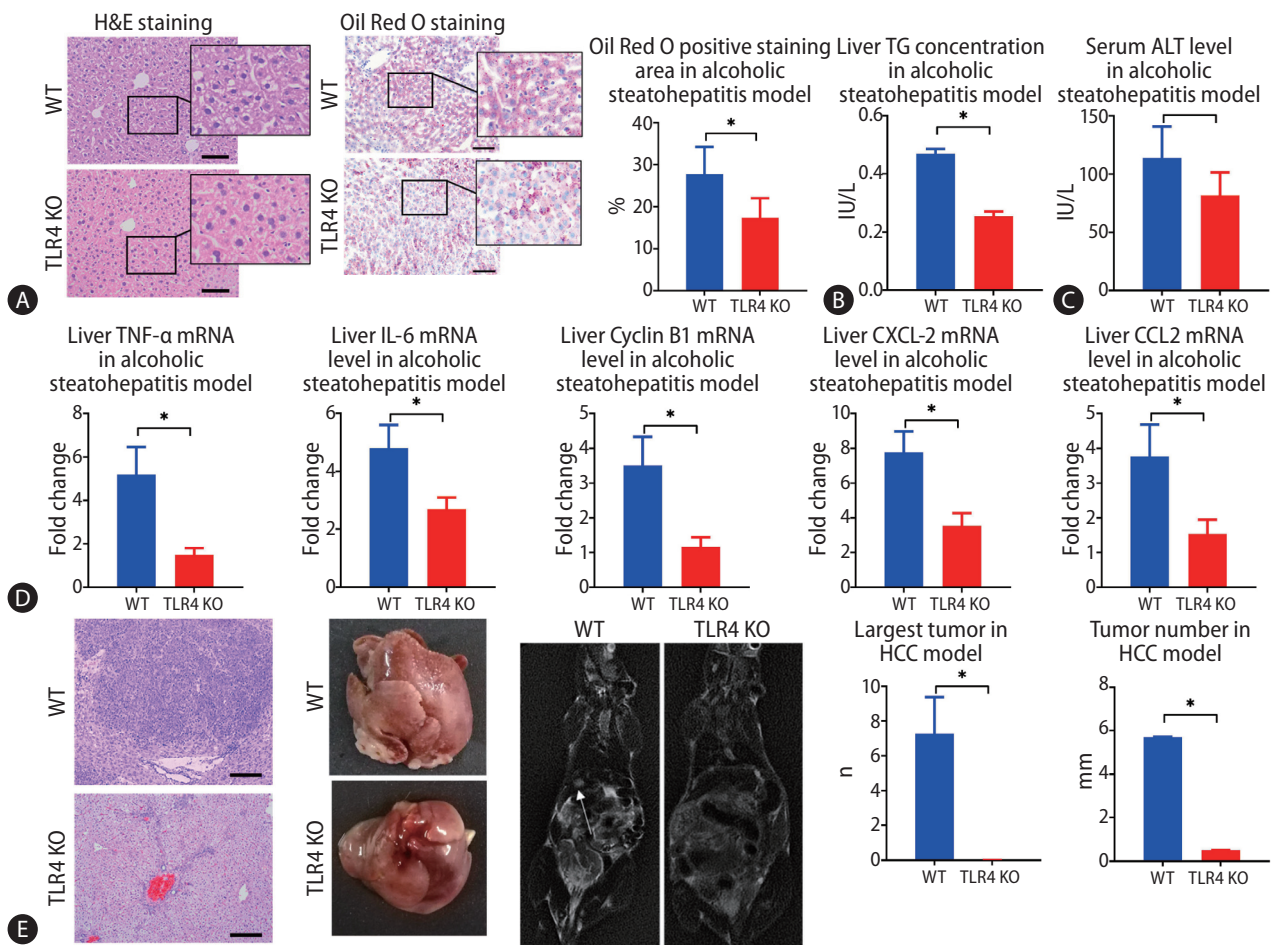 H&E staining
WT
TLR4 KO
Oil Red O staining
WT
TLR4 KO
A
Oil Red O positive staining
area in alcoholic
steatohepatitis model
%
40
30
20
10
0
*
WT
TLR4 KO
B
Liver TG concentration
in alcoholic
steatohepatitis model
IU/L
0.6
0.4
0.2
0.0
*
WT
TLR4 KO
C
Serum ALT level
in alcoholic
steatohepatitis model
IU/L
150
100
50
0
WT
TLR4 KO
D
Liver TNF-α mRNA
in alcoholic
steatohepatitis model
Fold change
8
6
4
2
0
*
WT
TLR4 KO
Liver IL-6 mRNA
level in alcoholic
steatohepatitis model
Fold change
6
4
2
0
*
WT
TLR4 KO
Liver Cyclin B1 mRNA
level in alcoholic
steatohepatitis model
Fold change
5
4
3
2
1
0
*
WT
TLR4 KO
Liver CXCL-2 mRNA
level in alcoholic
steatohepatitis model
Fold change
10
8
6
4
2
0
*
WT
TLR4 KO
Liver CCL2 mRNA
level in alcoholic
steatohepatitis model
Fold change
5
4
3
2
1
0
*
WT
TLR4 KO
E
WT
TLR4 KO
WT
TLR4 KO
WT
TLR4 KO
Largest tumor in
HCC model
n
10
8
6
4
2
0
*
WT
TLR4 KO
Tumor number in
HCC model
mm
8
6
4
2
0
*
WT
TLR4 KO